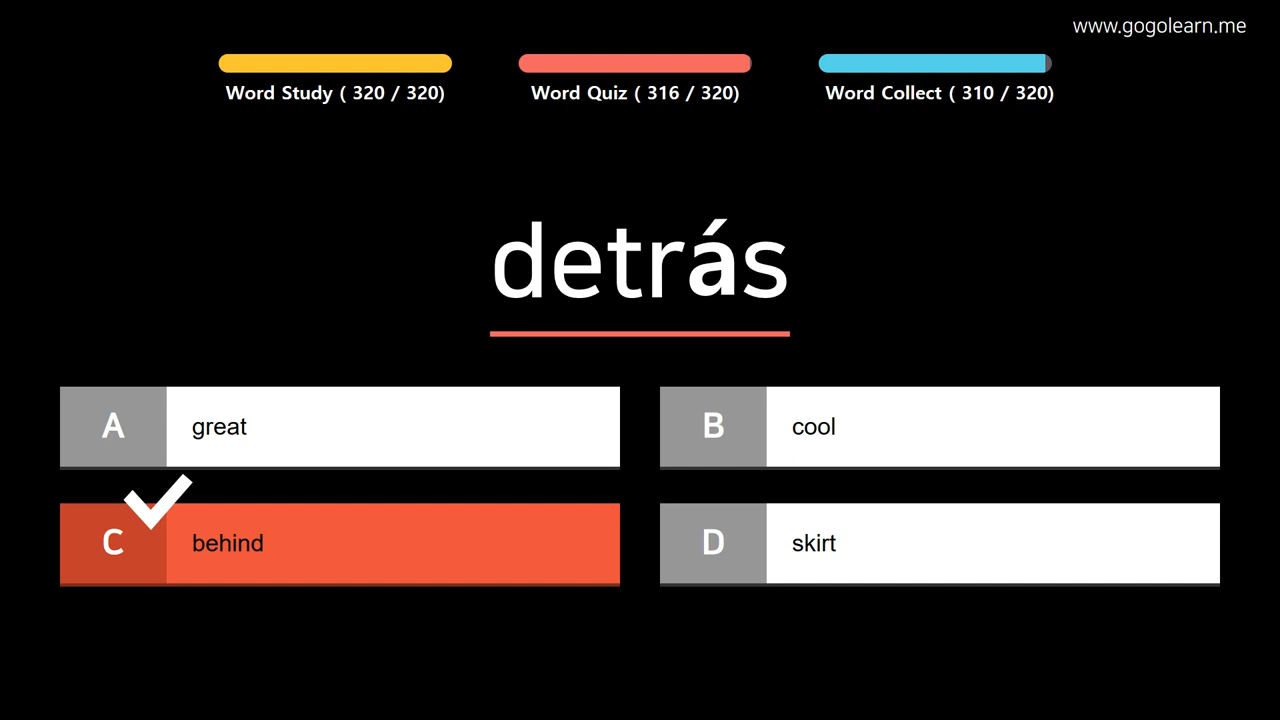 www.gogolearn.me
Word Study ( 320 / 320)
Word Quiz ( 316 / 320)
Word Collect ( 310 / 320)
detrás
A great
B cool
C behind
D skirt